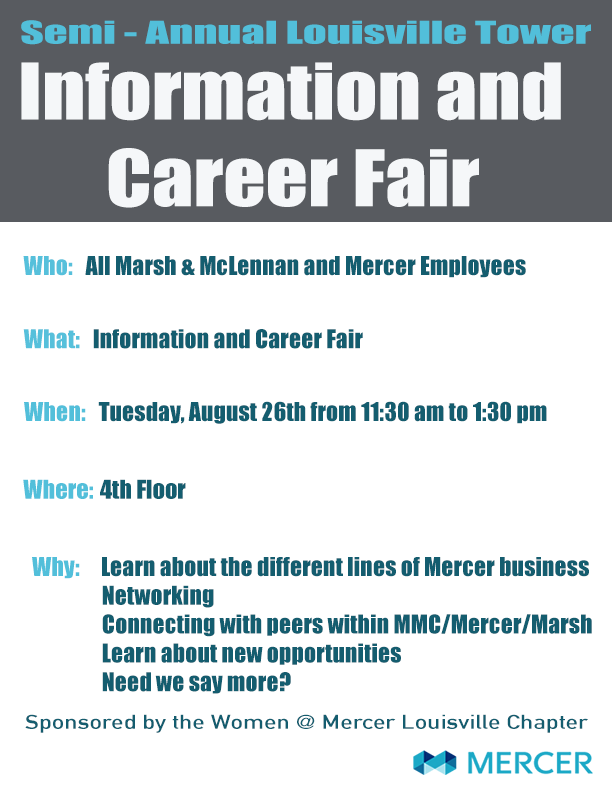 Semi - Annual Louisville Tower
Information and
Career Fair
Who: All Marsh & McLennan and Mercer Employees
What: Information and Career Fair
When: Tuesday, August 26th from 11:30 am to 1:30 pm
Where: 4th Floor
Why: Learn about the different lines of Mercer business
Networking
Connecting with peers within MMC/Mercer/Marsh
Learn about new opportunities
Need we say more?
Sponsored by the Women @ Mercer Louisville Chapter
MERCER